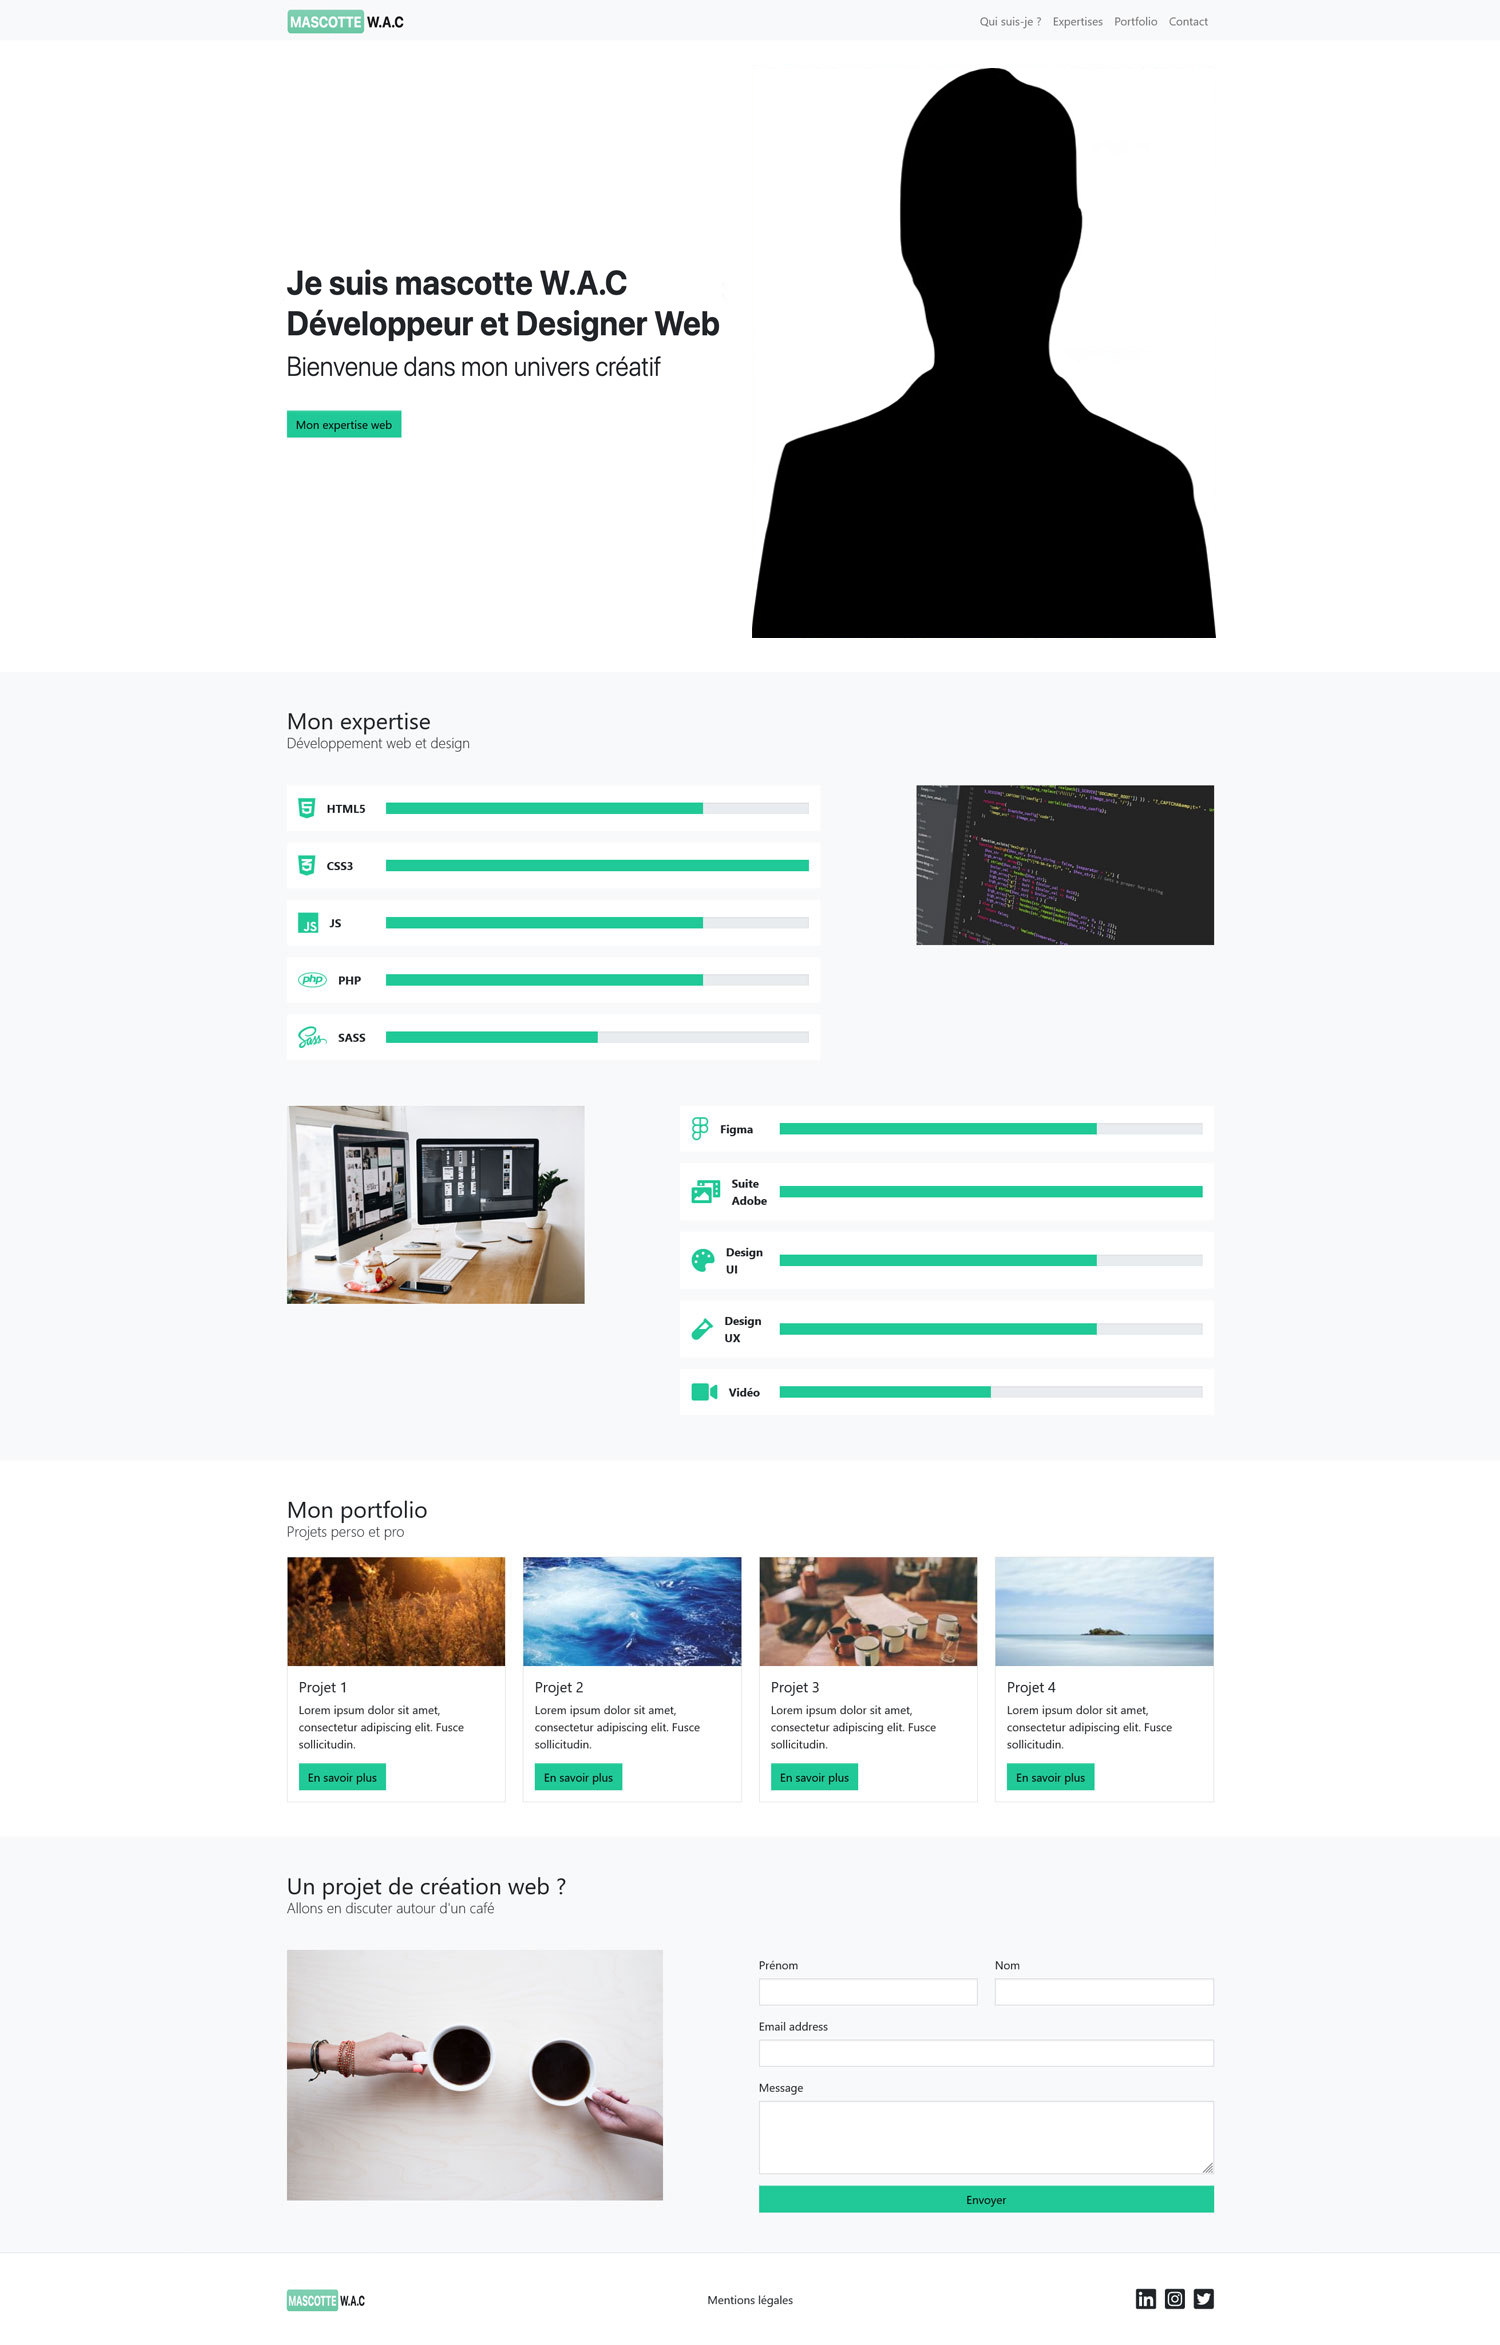 MASCOTTE W.A.C
Qui suis-je ? Expertises Portfolio Contact
Je suis mascotte W.A.C
Développeur et Designer Web
Bienvenue dans mon univers créatif
Mon expertise web
Mon expertise
Développement web et design
HTML5
CSS3
JS
JS
php
PHP
Sass
SASS
Figma
Suite
Adobe
Design
UI
Design
UX
Vidéo
Mon portfolio
Projets perso et pro
Projet 1
Lorem ipsum dolor sit amet,
consectetur adipiscing elit. Fusce
sollicitudin.
En savoir plus
Projet 2
Lorem ipsum dolor sit amet,
consectetur adipiscing elit. Fusce
sollicitudin.
En savoir plus
Projet 3
Lorem ipsum dolor sit amet,
consectetur adipiscing elit. Fusce
sollicitudin.
En savoir plus
Projet 4
Lorem ipsum dolor sit amet,
consectetur adipiscing elit. Fusce
sollicitudin.
En savoir plus
Un projet de création web ?
Allons en discuter autour d'un café
Prénom
Nom
Email address
Message
Envoyer
MASCOTTE W.A.C
Mentions légales
in